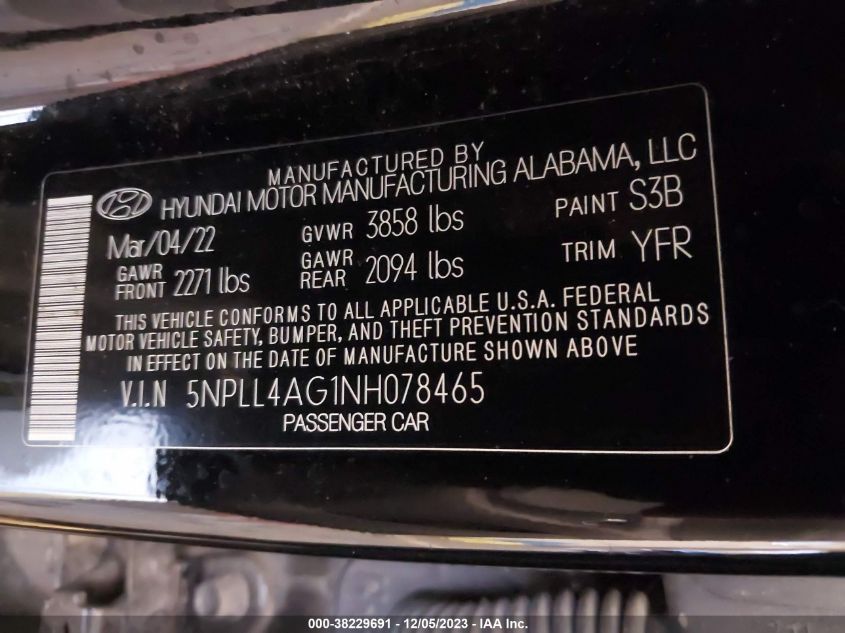 MANUFACTURED BY
HYUNDAI MOTOR MANUFACTURING ALABAMA, LLC
Mar/04/22 GVWR 3858 lbs PAINT S3B
GAWR FRONT 2271 lbs GAWR REAR 2094 lbs TRIM YFR
THIS VEHICLE CONFORMS TO ALL APPLICABLE U.S.A. FEDERAL
MOTOR VEHICLE SAFETY, BUMPER, AND THEFT PREVENTION STANDARDS
IN EFFECT ON THE DATE OF MANUFACTURE SHOWN ABOVE
V.I.N 5NPLL4AG1NH078465
PASSENGER CAR
000-38229691 - 12/05/2023 - IAA Inc.